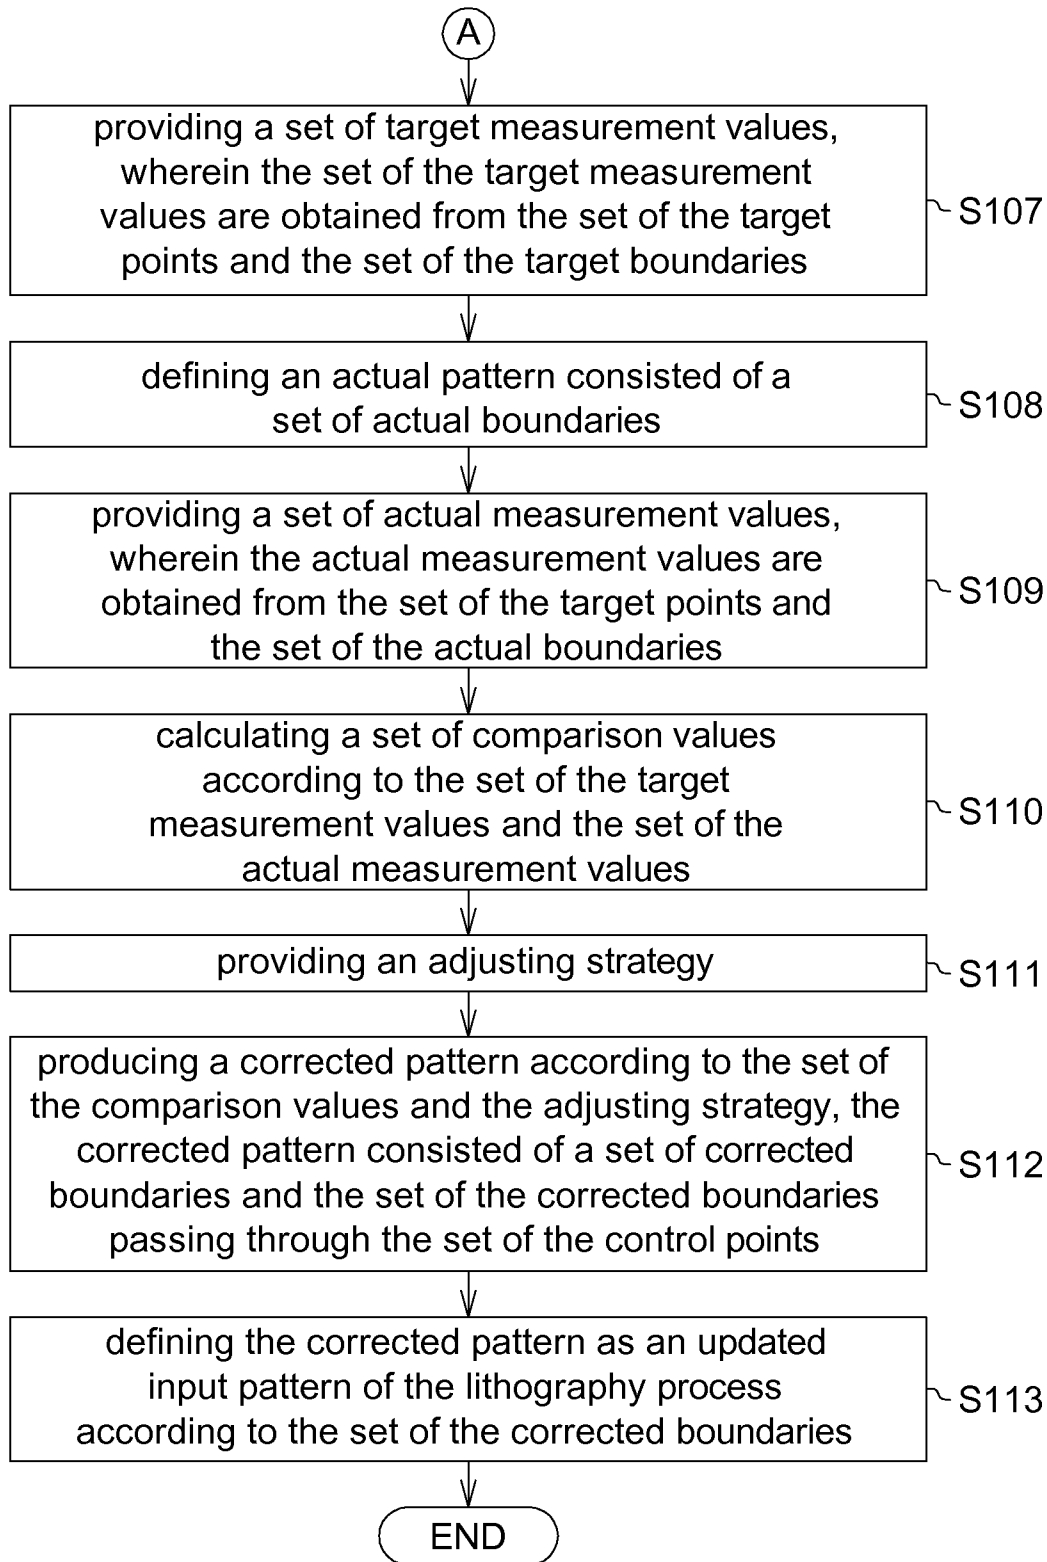 A
providing a set of target measurement values,
wherein the set of the target measurement
values are obtained from the set of the target
points and the set of the target boundaries
S107
defining an actual pattern consisted of a
set of actual boundaries
S108
providing a set of actual measurement values,
wherein the actual measurement values are
obtained from the set of the target points and
the set of the actual boundaries
S109
calculating a set of comparison values
according to the set of the target
measurement values and the set of the
actual measurement values
S110
providing an adjusting strategy
S111
producing a corrected pattern according to the set of
the comparison values and the adjusting strategy, the
corrected pattern consisted of a set of corrected
boundaries and the set of the corrected boundaries
passing through the set of the control points
S112
defining the corrected pattern as an updated
input pattern of the lithography process
according to the set of the corrected boundaries
S113
END